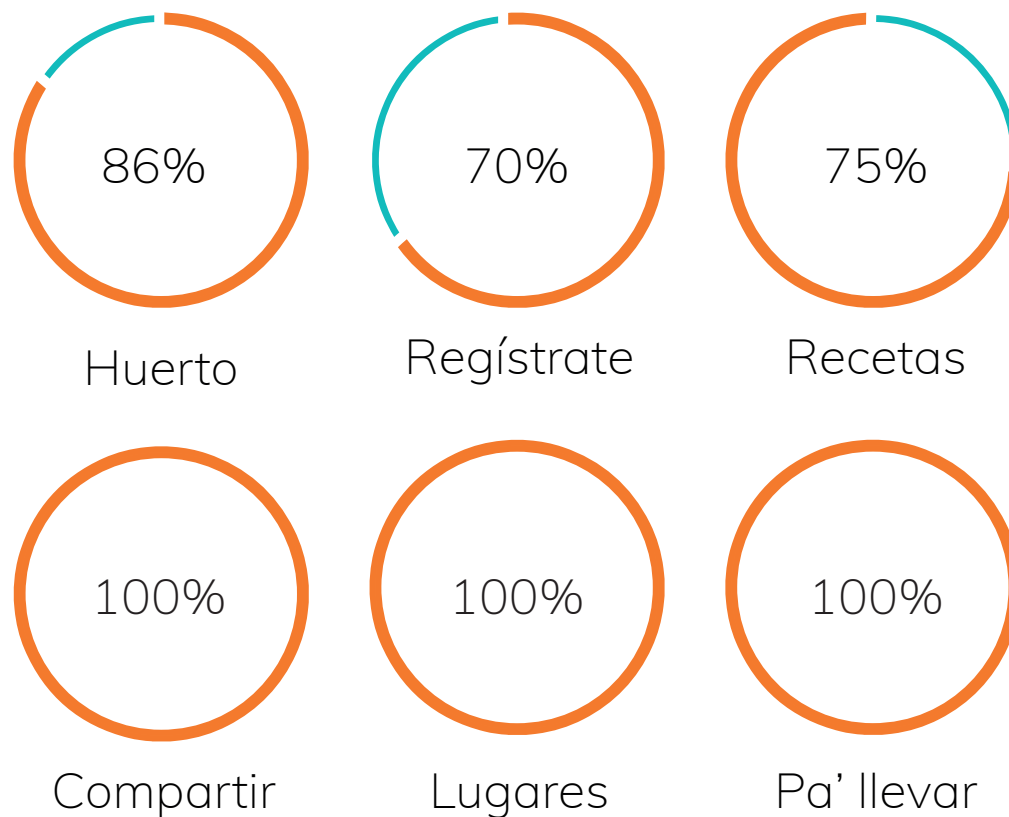 86%
70%
75%
Huerto
Regístrate
Recetas
100%
100%
100%
Compartir
Lugares
Pa’ llevar